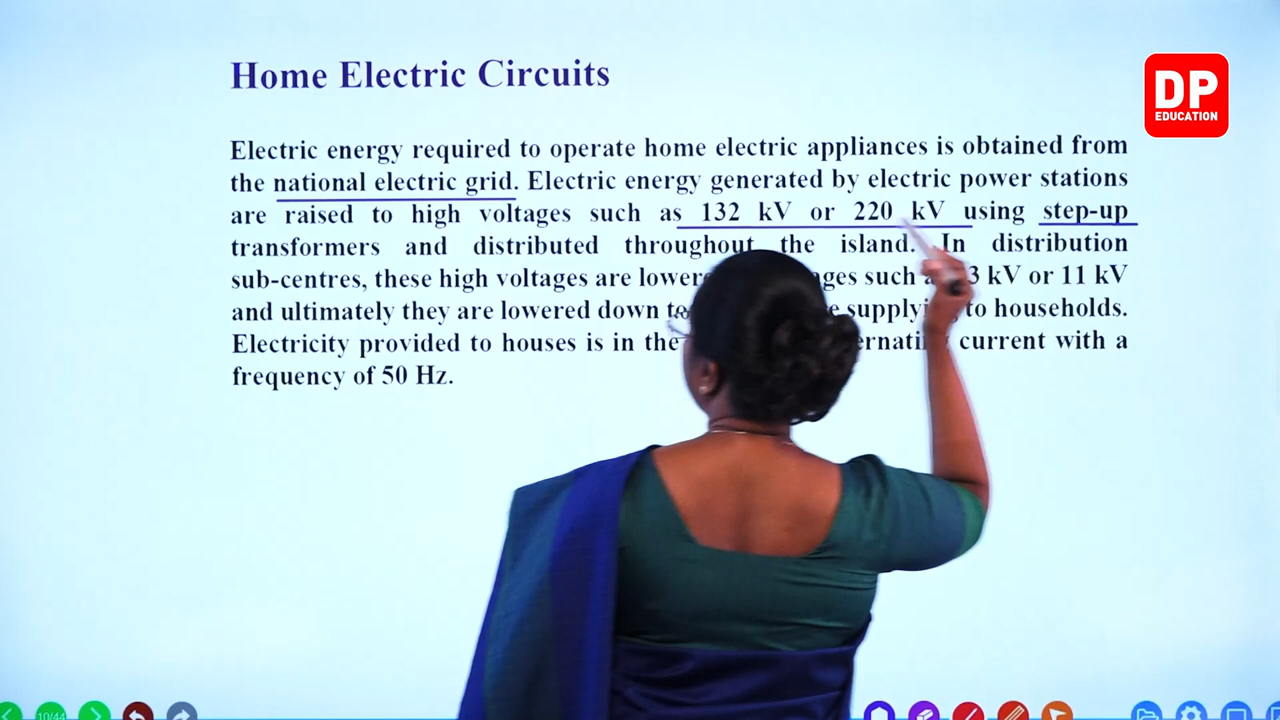 Home Electric Circuits
DP
EDUCATION
Electric energy required to operate home electric appliances is obtained from
the national electric grid. Electric energy generated by electric power stations
are raised to high voltages such as 132 kV or 220 kV using step-up
transformers and distributed throughout the island. In distribution
sub-centres, these high voltages are such 3 kV or 11 kV
and ultimately they are lowered down to supplying to households.
Electricity provided to houses is in the current with a
frequency of 50 Hz.
10/44